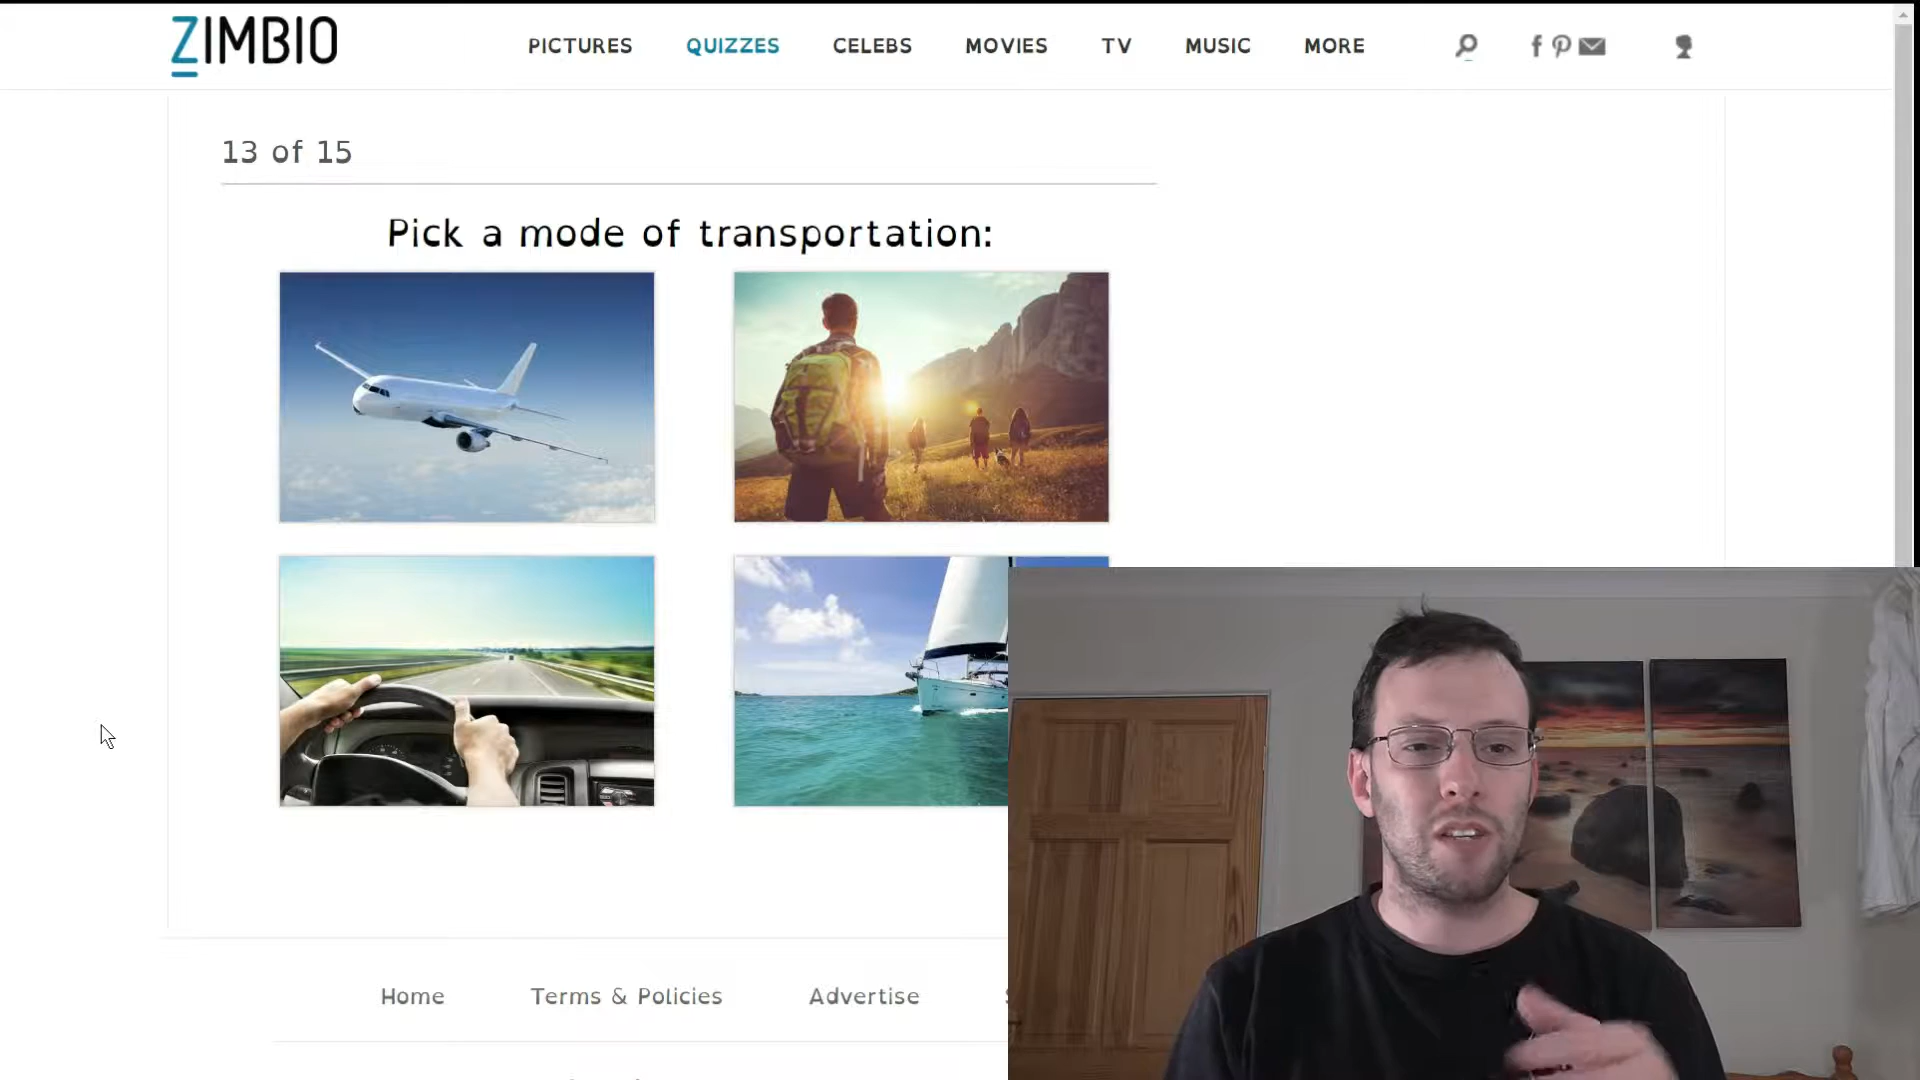 ZIMBIO
PICTURES QUIZZES CELEBS MOVIES TV MUSIC MORE
13 of 15
Pick a mode of transportation:
Home Terms & Policies Advertise